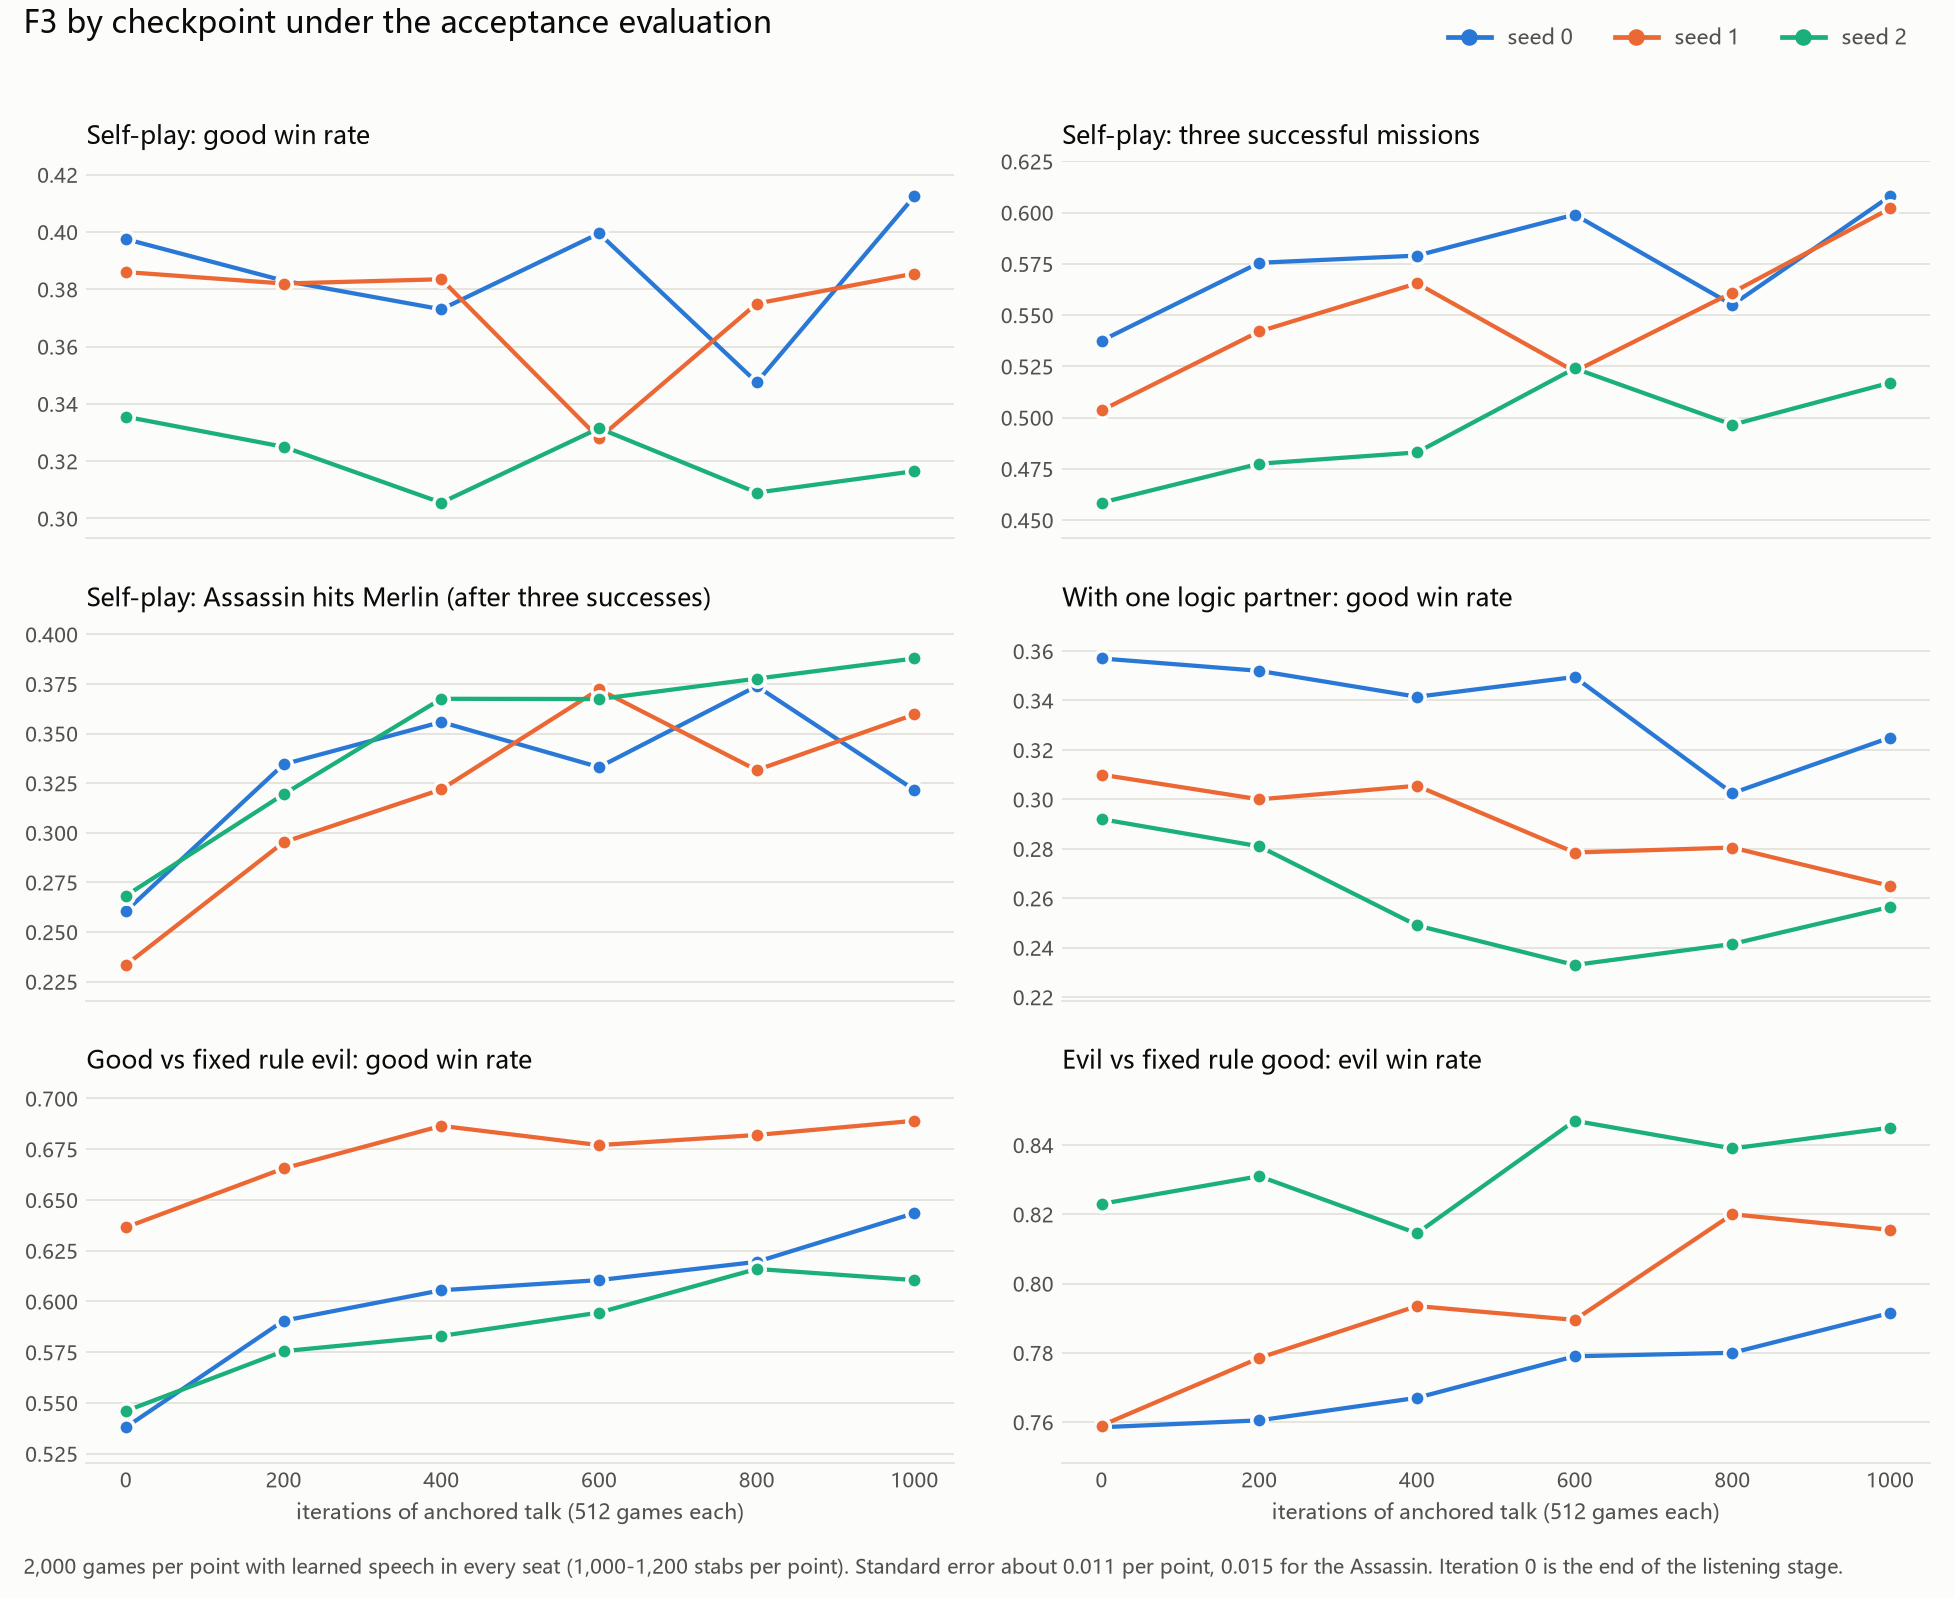 F3 by checkpoint under the acceptance evaluation
seed 0
seed 1
seed 2
Self-play: good win rate
0.42
0.40
0.38
0.36
0.34
0.32
0.30
Self-play: three successful missions
0.625
0.600
0.575
0.550
0.525
0.500
0.475
0.450
Self-play: Assassin hits Merlin (after three successes)
0.400
0.375
0.350
0.325
0.300
0.275
0.250
0.225
With one logic partner: good win rate
0.36
0.34
0.32
0.30
0.28
0.26
0.24
0.22
Good vs fixed rule evil: good win rate
0.700
0.675
0.650
0.625
0.600
0.575
0.550
0.525
0 200 400 600 800 1000
iterations of anchored talk (512 games each)
Evil vs fixed rule good: evil win rate
0.84
0.82
0.80
0.78
0.76
0 200 400 600 800 1000
iterations of anchored talk (512 games each)
2,000 games per point with learned speech in every seat (1,000-1,200 stabs per point). Standard error about 0.011 per point, 0.015 for the Assassin. Iteration 0 is the end of the listening stage.